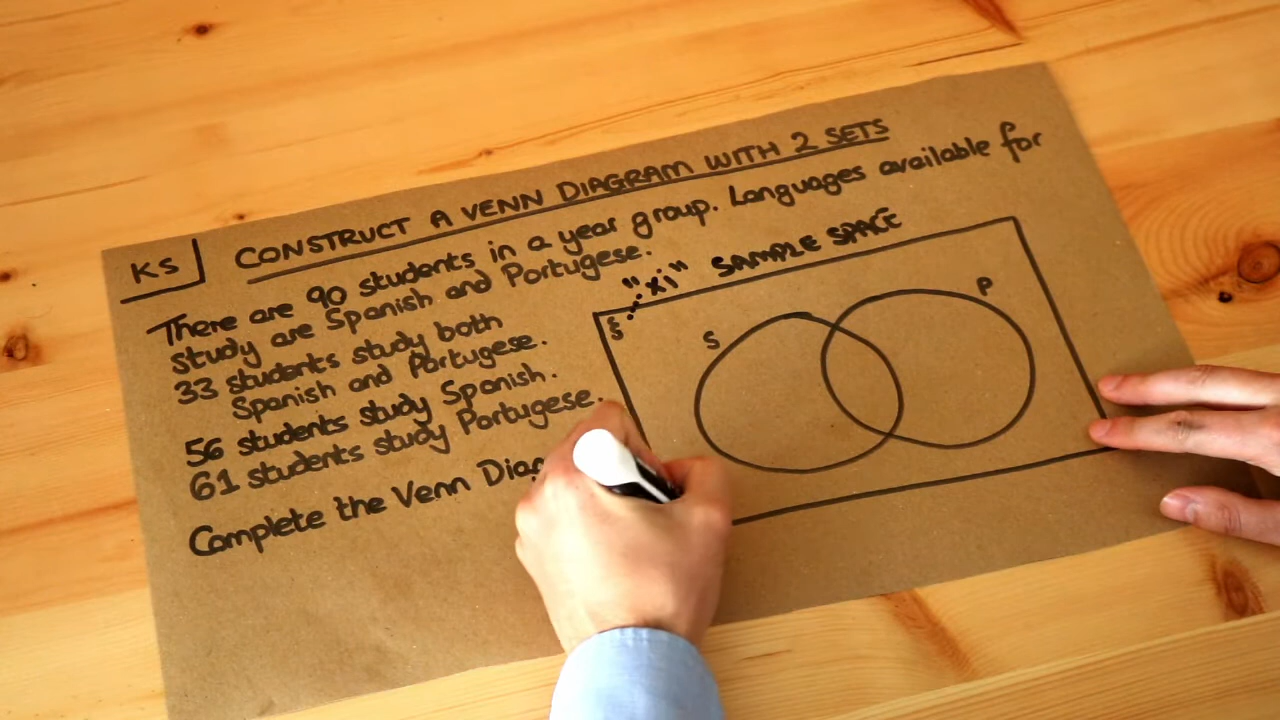 KS
CONSTRUCT A VENN DIAGRAM WITH 2 SETS
There are 90 students in a year group. Languages available for
study are Spanish and Portugese.
33 students study both
Spanish and Portugese.
56 students study Spanish.
61 students study Portugese.
Complete the Venn
"xi" SAMPLE SPACE
ξ
S
P